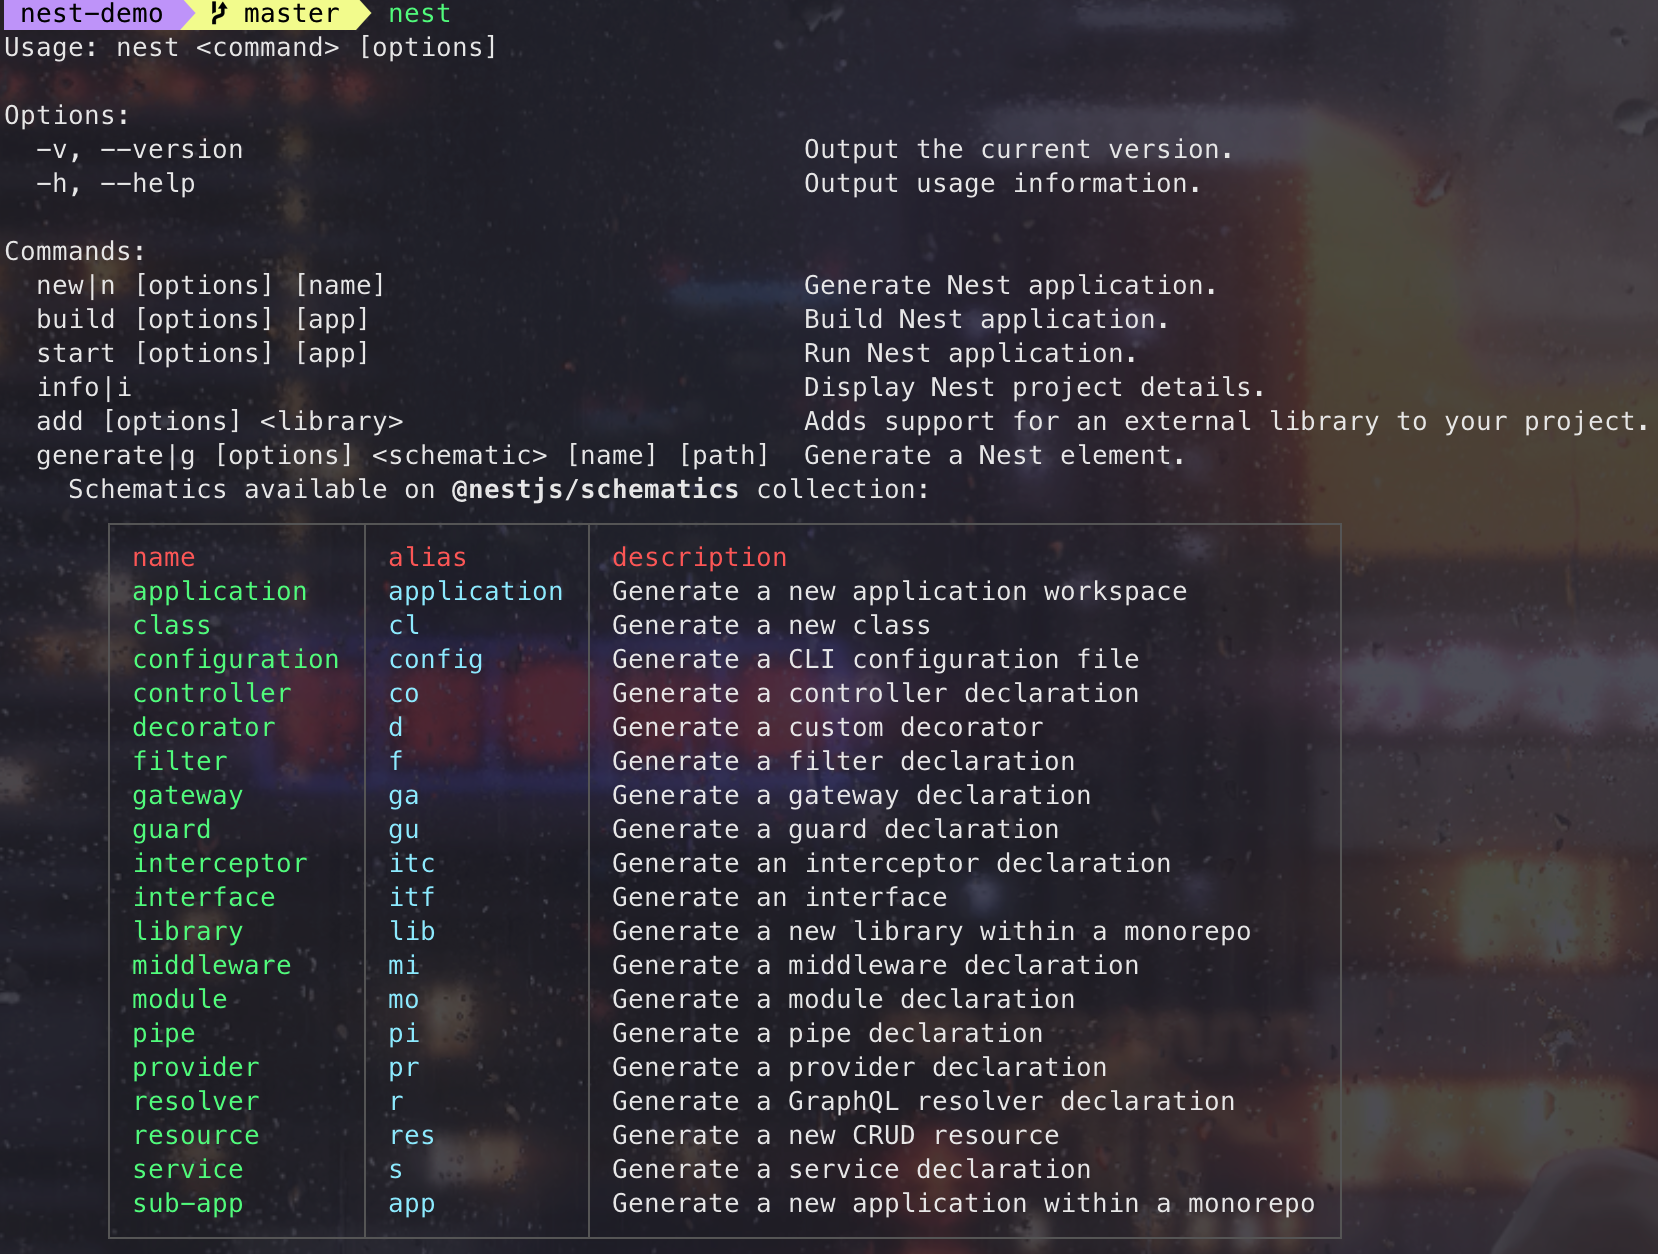 nest-demo master nest
Usage: nest <command> [options]
Options:
-v, --version Output the current version.
-h, --help Output usage information.
Commands:
new|n [options] [name] Generate Nest application.
build [options] [app] Build Nest application.
start [options] [app] Run Nest application.
info|i Display Nest project details.
add [options] <library> Adds support for an external library to your project.
generate|g [options] <schematic> [name] [path] Generate a Nest element.
Schematics available on @nestjs/schematics collection:
name alias description
application application Generate a new application workspace
class cl Generate a new class
configuration config Generate a CLI configuration file
controller co Generate a controller declaration
decorator d Generate a custom decorator
filter f Generate a filter declaration
gateway ga Generate a gateway declaration
guard gu Generate a guard declaration
interceptor itc Generate an interceptor declaration
interface itf Generate an interface
library lib Generate a new library within a monorepo
middleware mi Generate a middleware declaration
module mo Generate a module declaration
pipe pi Generate a pipe declaration
provider pr Generate a provider declaration
resolver r Generate a GraphQL resolver declaration
resource res Generate a new CRUD resource
service s Generate a service declaration
sub-app app Generate a new application within a monorepo